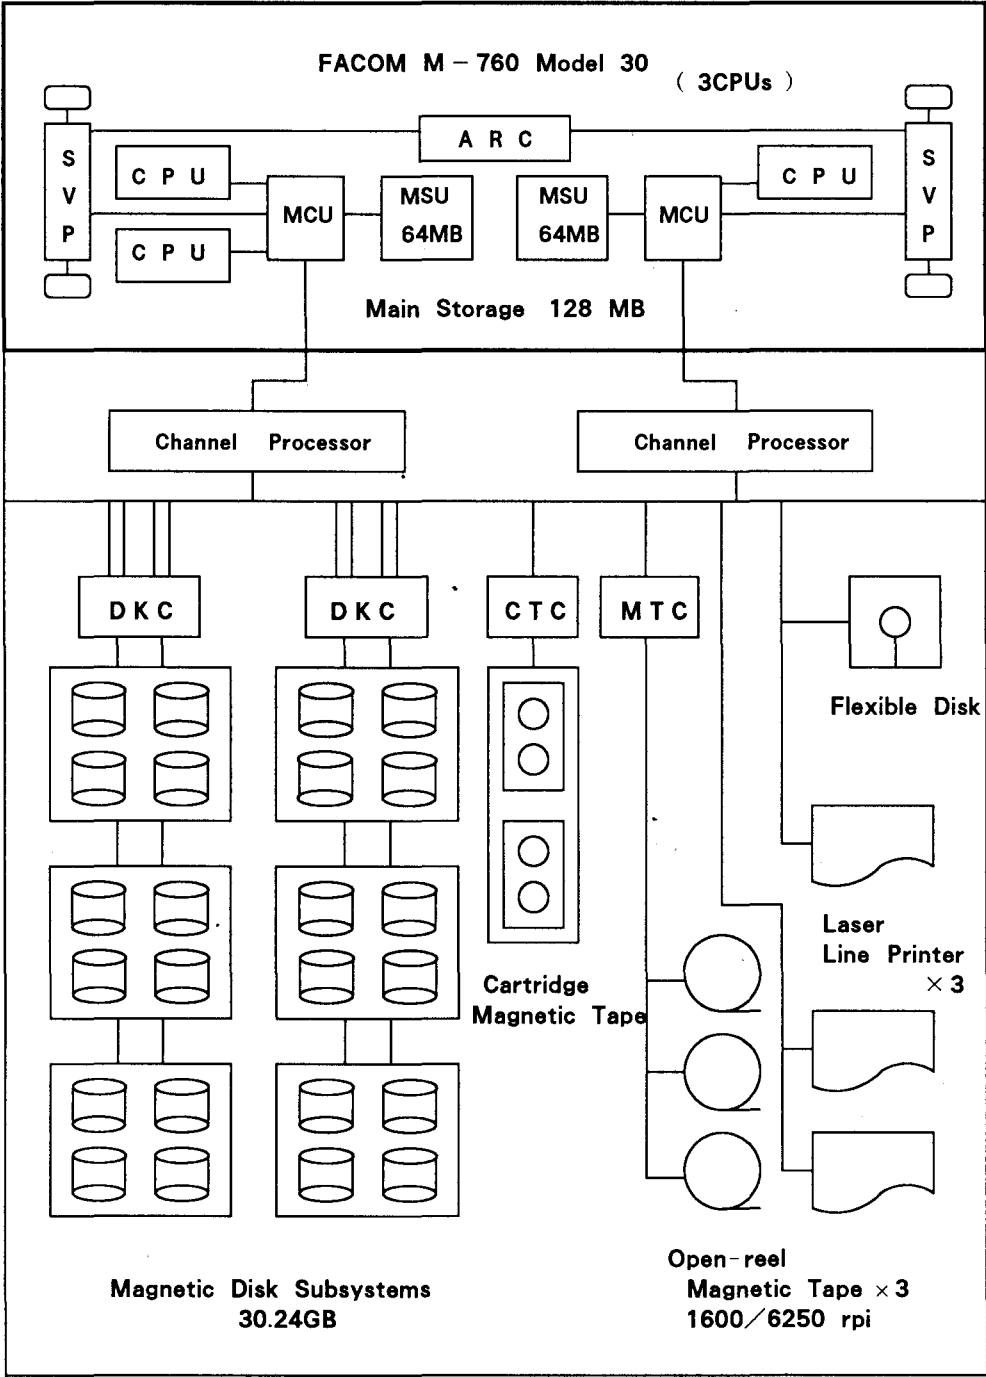 FACOM M－760 Model 30
( 3CPUs )
A R C
S V P
C P U
C P U
MCU
MSU
64MB
MSU
64MB
MCU
C P U
S V P
Main Storage 128 MB
Channel Processor
Channel Processor
D K C
D K C
C T C
M T C
Flexible Disk
Laser
Line Printer
× 3
Cartridge
Magnetic Tape
Open-reel
Magnetic Tape × 3
1600／6250 rpi
Magnetic Disk Subsystems
30.24GB